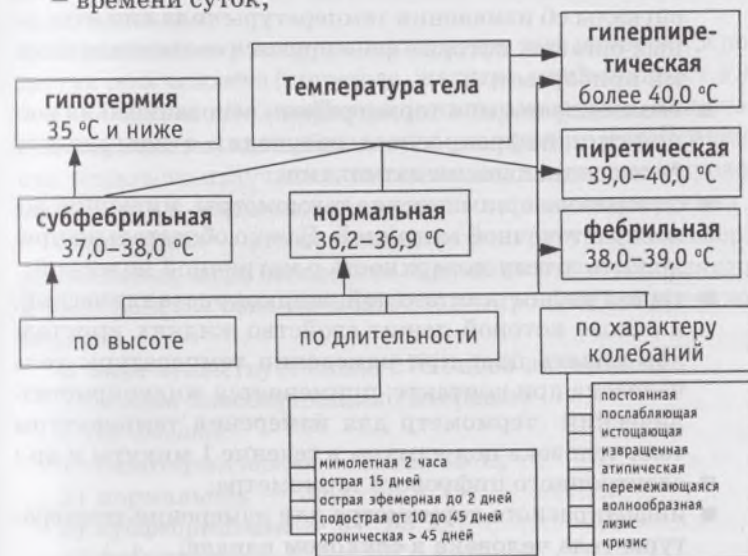 — времени суток;
гиперпире-
тическая
более 40,0 °C
Температура тела
гипотермия
35 °C и ниже
пиретическая
39,0–40,0 °C
субфебрильная
37,0–38,0 °C
нормальная
36,2–36,9 °C
фебрильная
38,0–39,0 °C
по высоте
по длительности
по характеру
колебаний
мимолетная 2 часа
острая 15 дней
острая эфемерная до 2 дней
подострая > 10 до 45 дней
хроническая > 45 дней
постоянная
послабляющая
истощающая
извращенная
атипическая
перемежающаяся
волнообразная
лизис
кризис